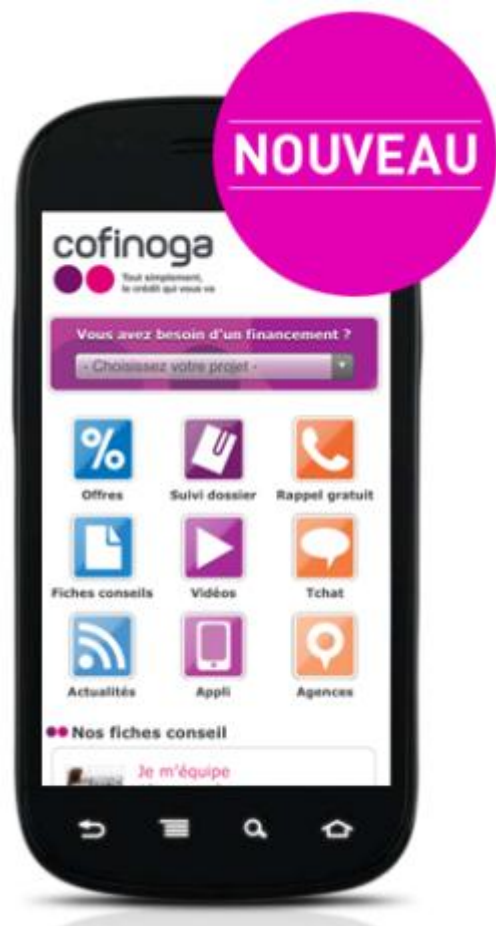 NOUVEAU
cofinoga
Tout simplement,
le crédit qui vous va
Vous avez besoin d'un financement ?
- Choisissez votre projet -
Offres
Suivi dossier
Rappel gratuit
Fiches conseils
Vidéos
Tchat
Actualités
Appli
Agences
Nos fiches conseil
Je m'équipe